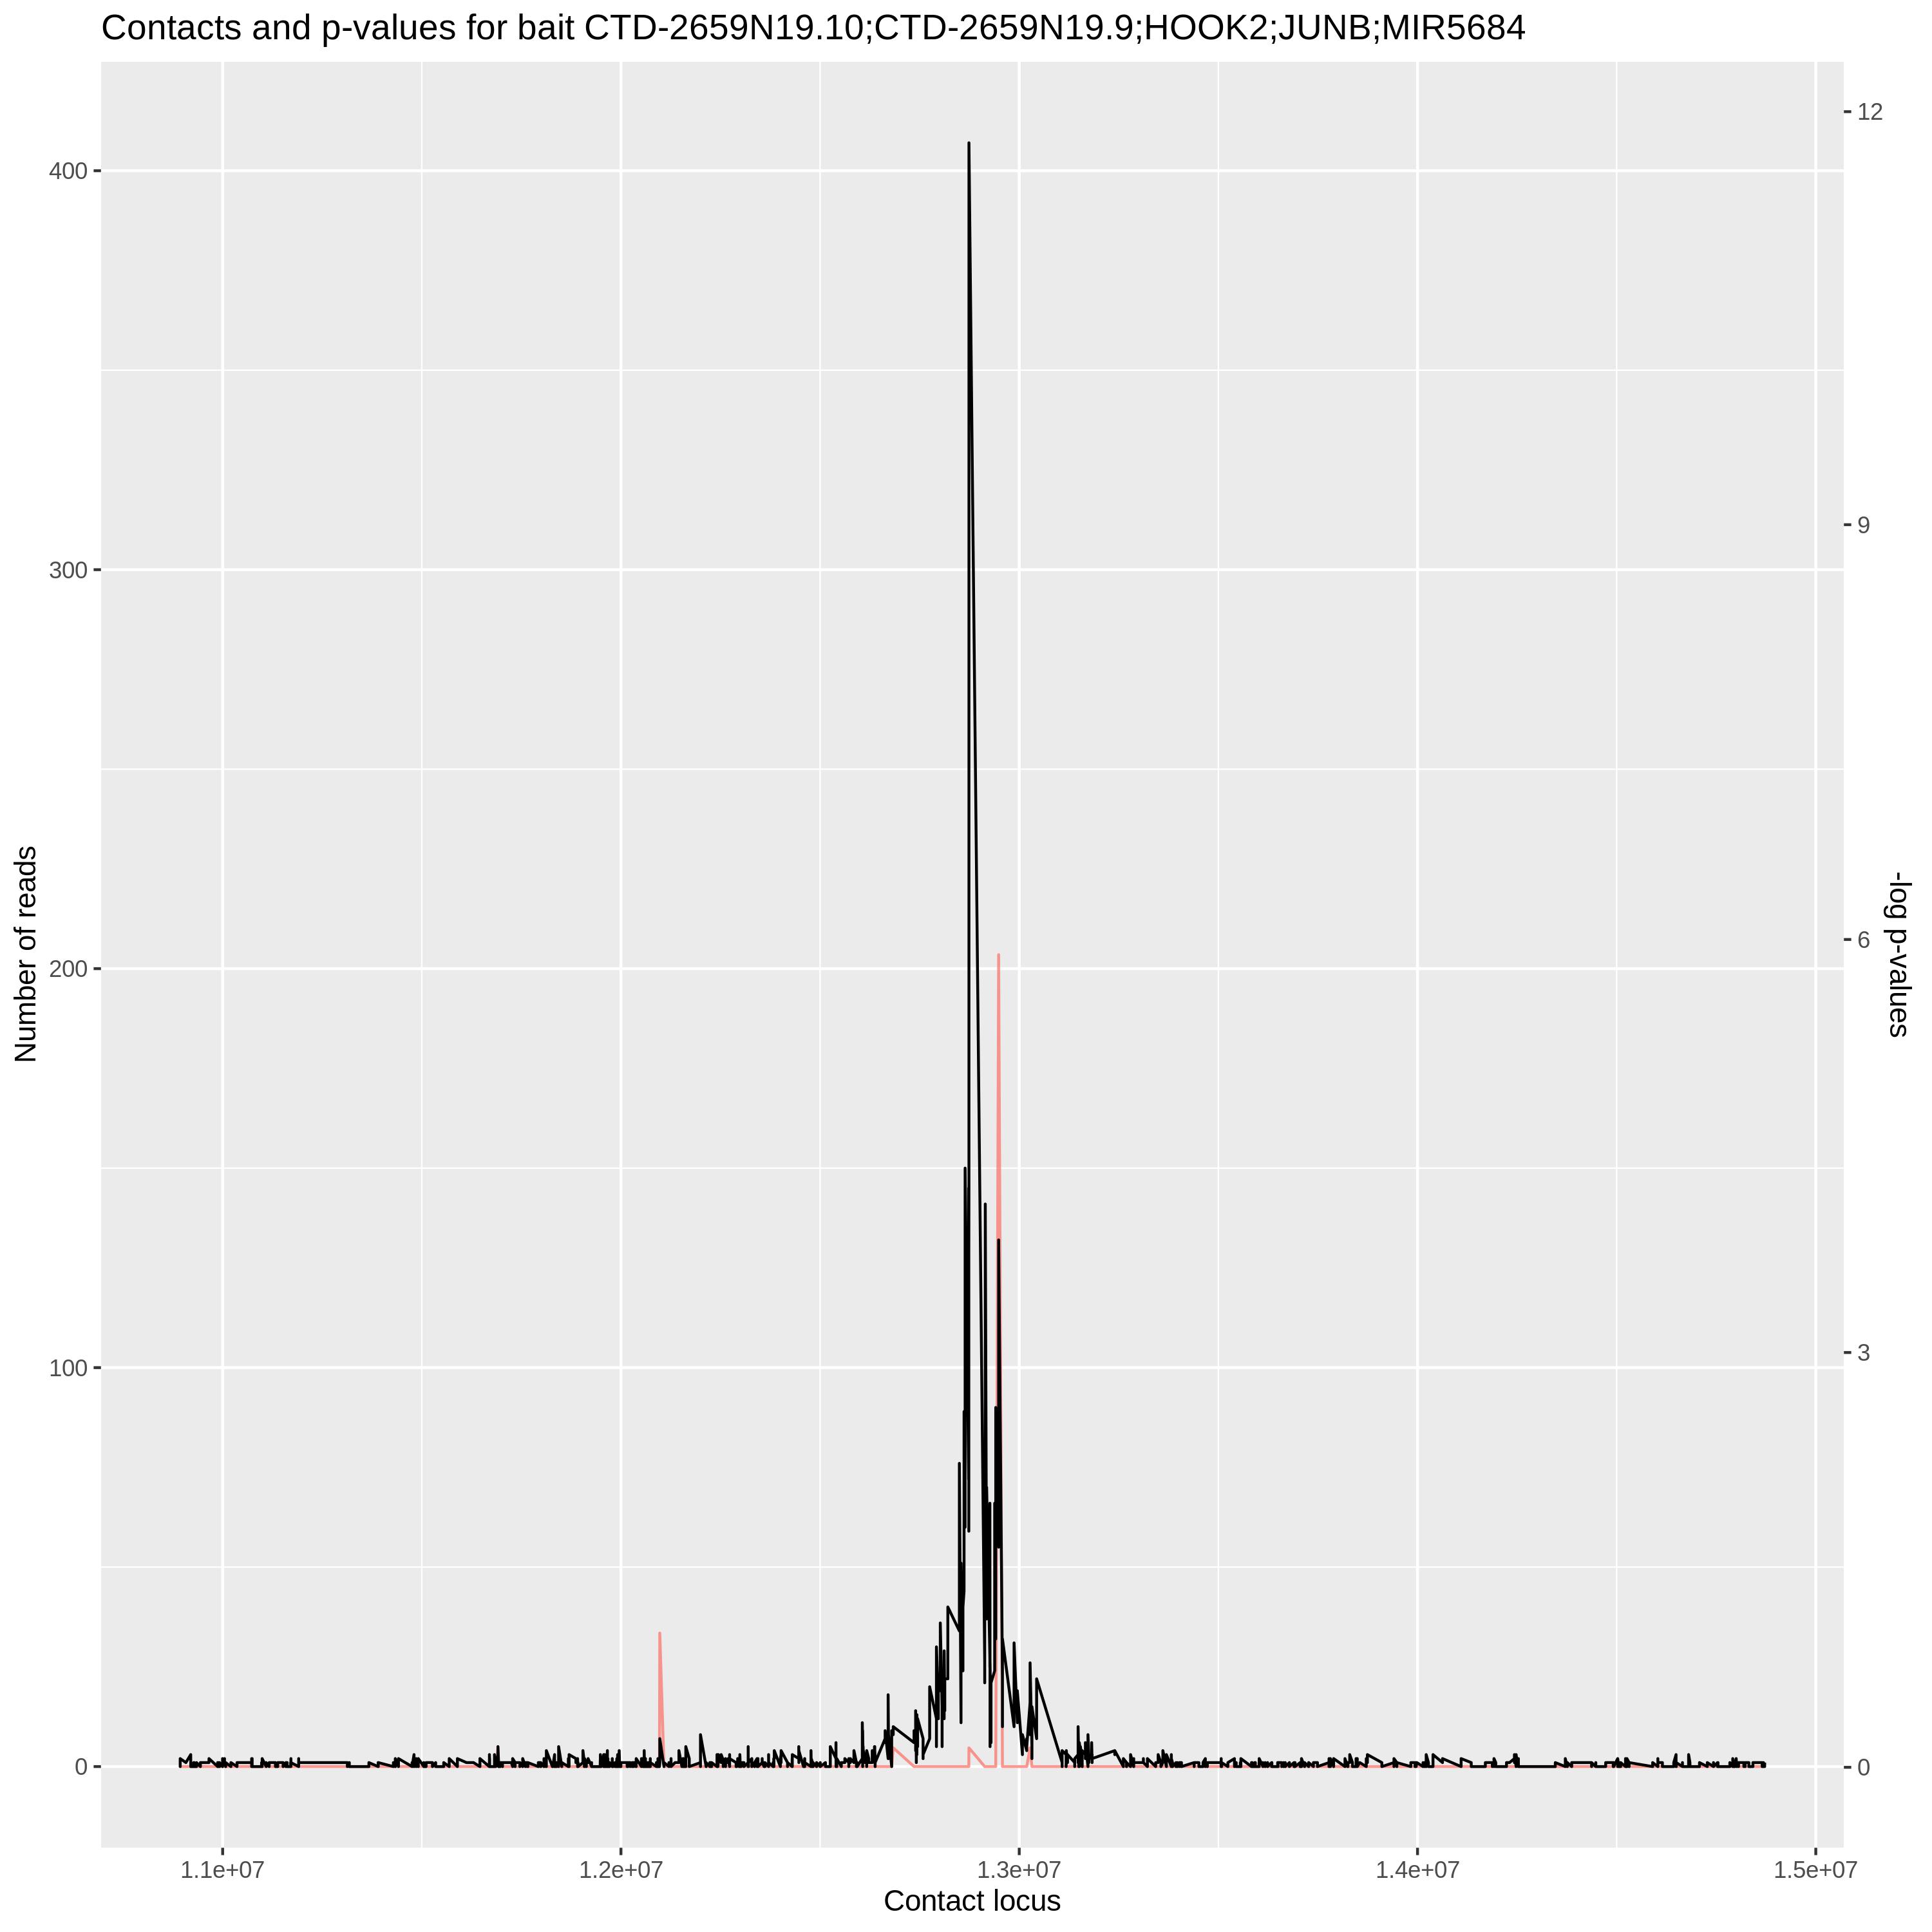 Contacts and p-values for bait CTD-2659N19.10;CTD-2659N19.9;HOOK2;JUNB;MIR5684
12
400
9
300
Number of reads
-log p-values
6
200
3
100
0
0
1.1e+07
1.2e+07
1.3e+07
1.4e+07
1.5e+07
Contact locus